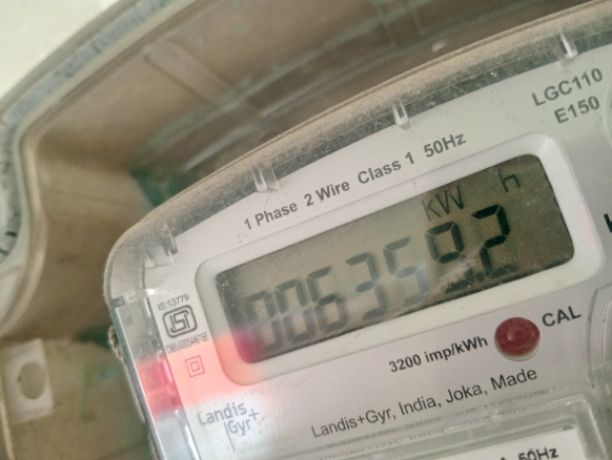 LGC110
E150
1 Phase 2 Wire Class 1 50Hz
kW h
006359.2
IS:13779
ISI
3200 imp/kWh
CAL
Landis
Gyr+
Landis+Gyr, India, Joka, Made
50Hz